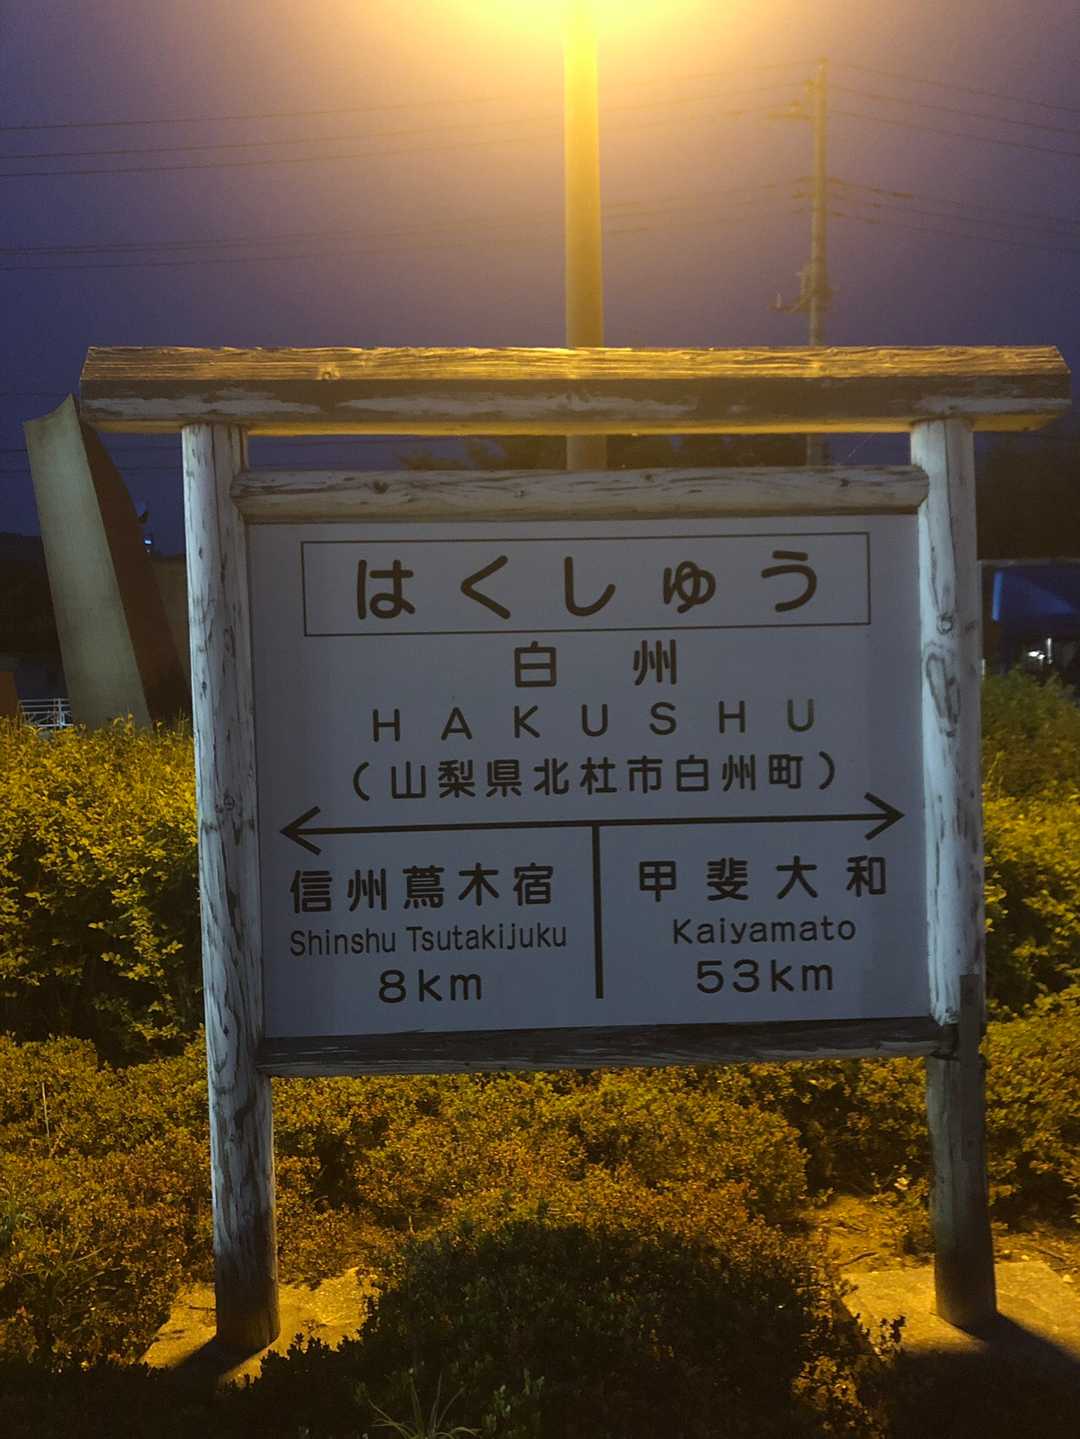 はくしゅう
白州
HAKUSHU
（山梨県北杜市白州町）
信州蔦木宿
Shinshu Tsutakijuku
8km
甲斐大和
Kaiyamato
53km